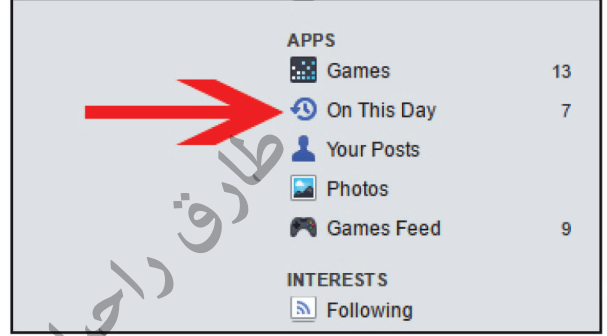 APPS
Games 13
On This Day 7
Your Posts
Photos
Games Feed 9
INTERESTS
Following
طارق